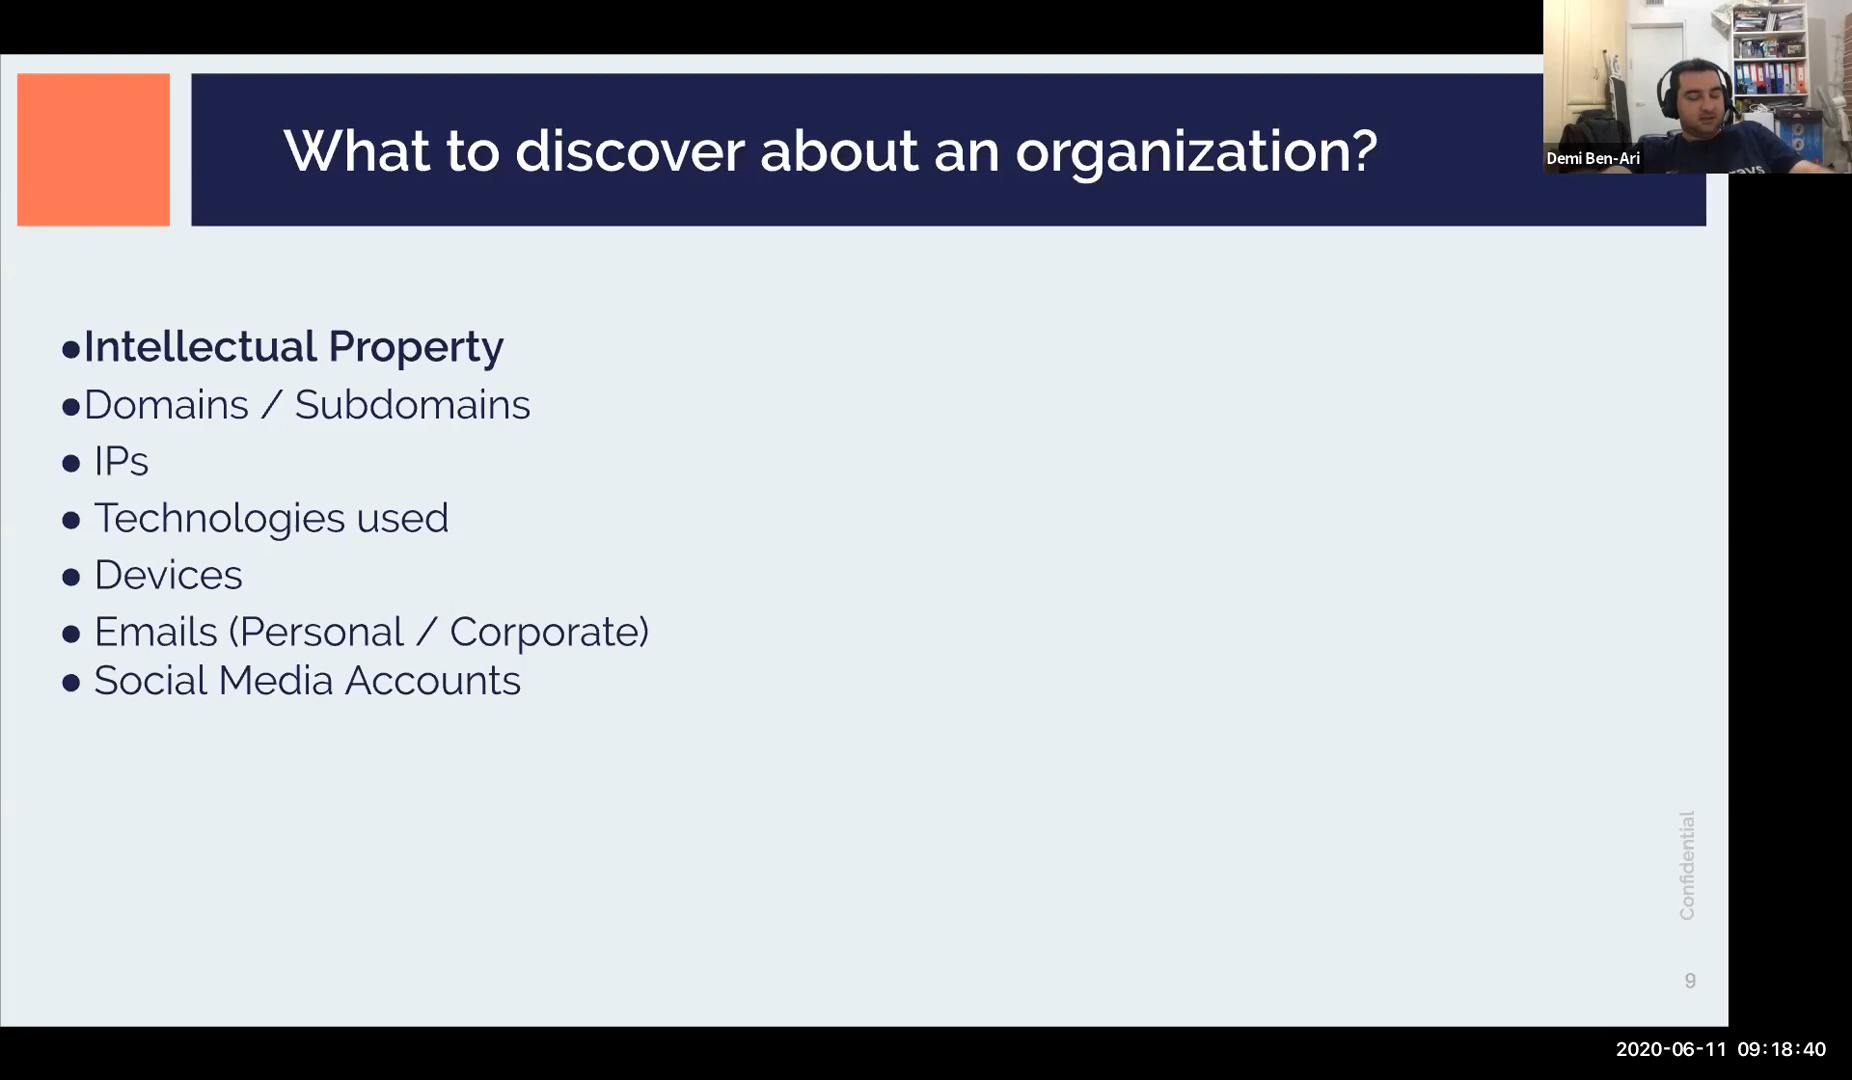 What to discover about an organization?
Demi Ben-Ari
●Intellectual Property
●Domains / Subdomains
● IPs
● Technologies used
● Devices
● Emails (Personal / Corporate)
● Social Media Accounts
Confidential
9
2020-06-11 09:18:40